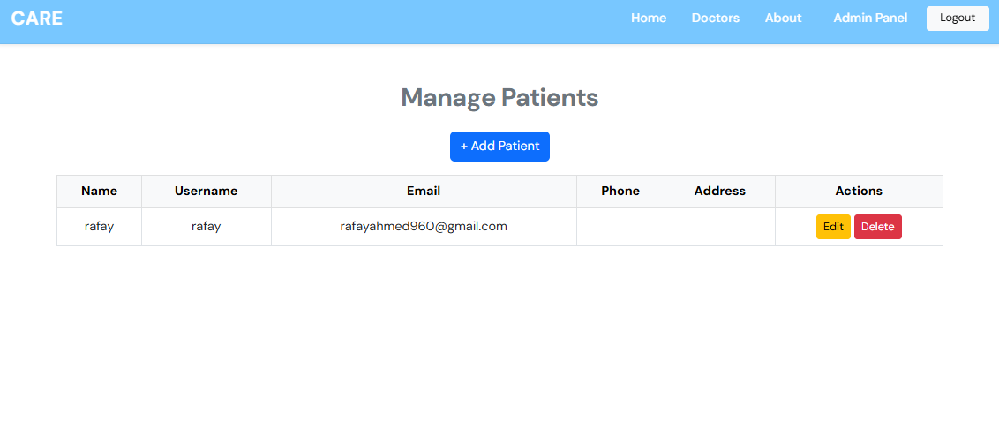 CARE Home Doctors About Admin Panel Logout
Manage Patients
+ Add Patient
Name Username Email Phone Address Actions
rafay rafay rafayahmed960@gmail.com Edit Delete